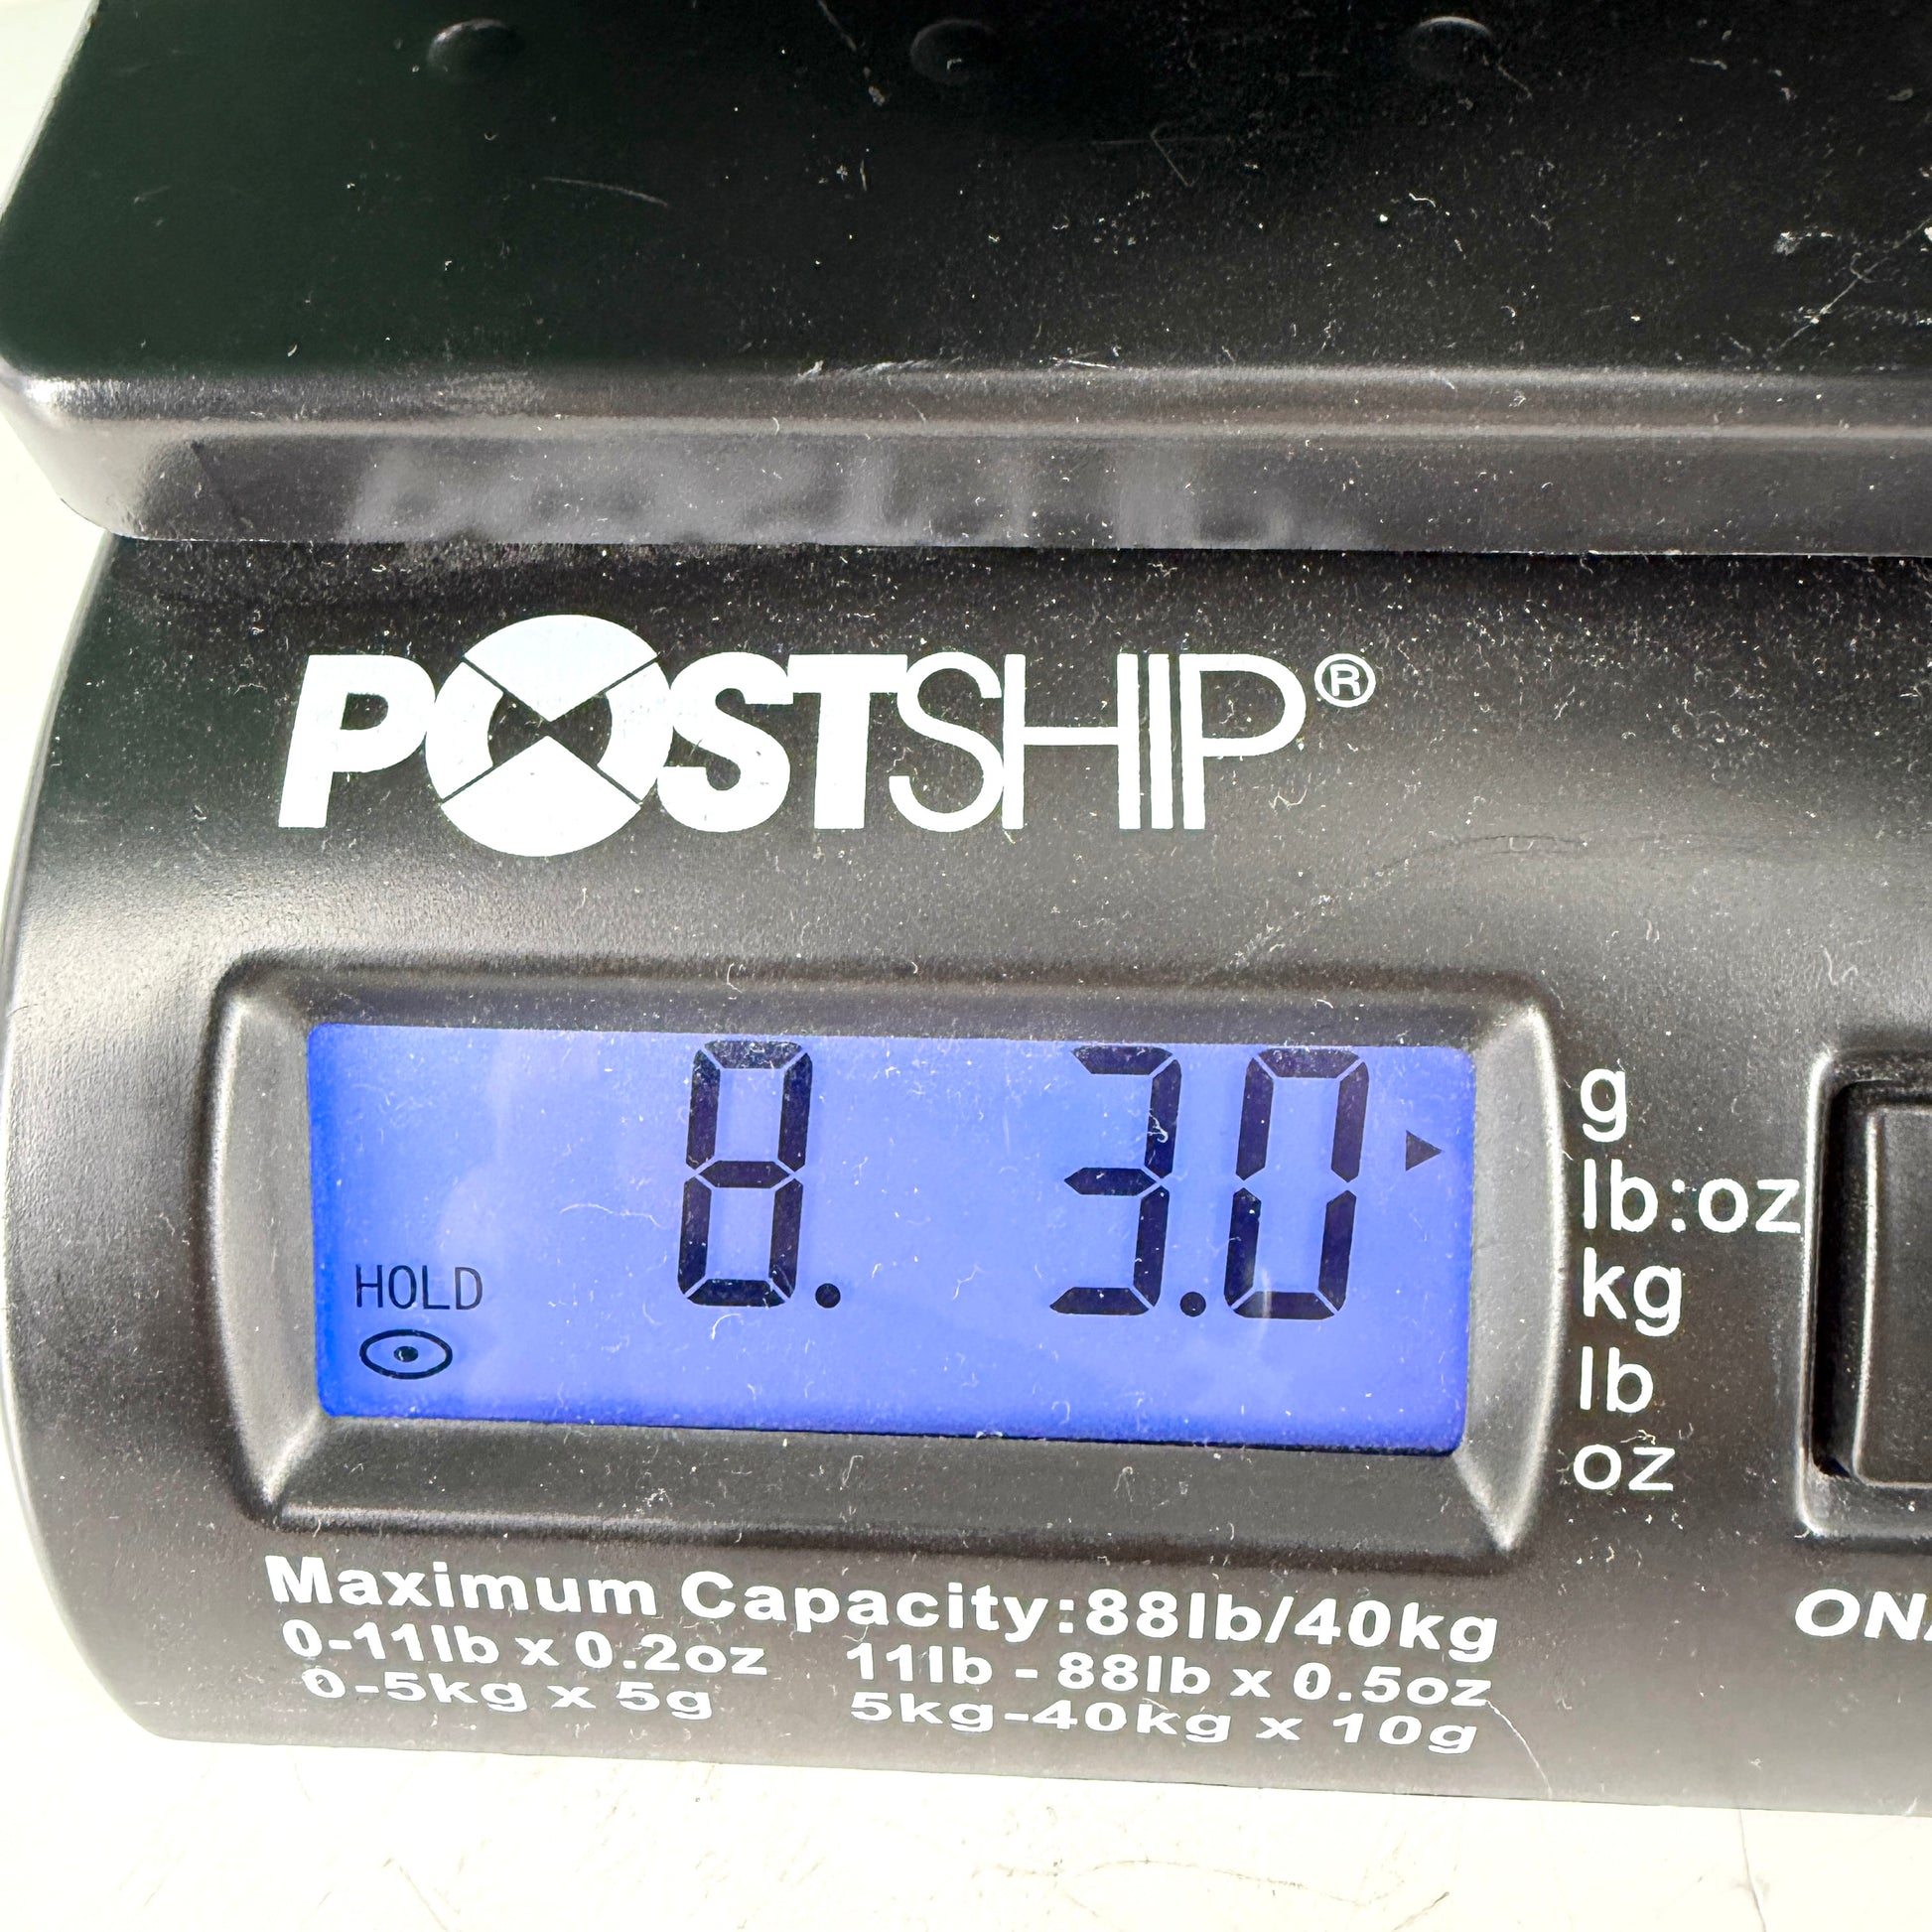 POSTSHIP®
8. 3.0
HOLD
g
lb:oz
kg
lb
oz
Maximum Capacity:88lb/40kg
0-11lb x 0.2oz 11lb - 88lb x 0.5oz
0-5kg x 5g 5kg-40kg x 10g